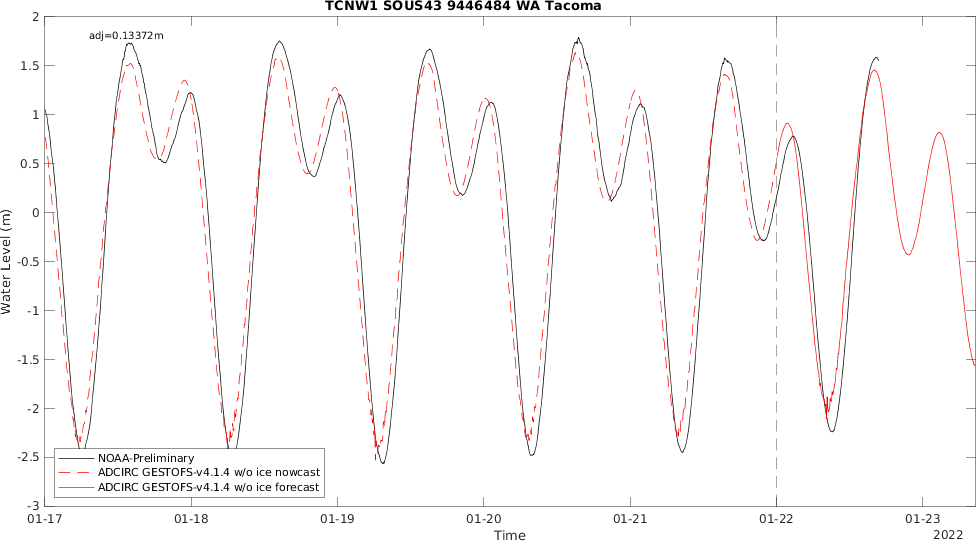 TCNW1 SOUS43 9446484 WA Tacoma
adj=0.13372m
2
1.5
1
0.5
0
-0.5
-1
-1.5
-2
-2.5
-3
Water Level (m)
NOAA-Preliminary
ADCIRC GESTOFS-v4.1.4 w/o ice nowcast
ADCIRC GESTOFS-v4.1.4 w/o ice forecast
01-17 01-18 01-19 01-20 01-21 01-22 01-23
Time
2022